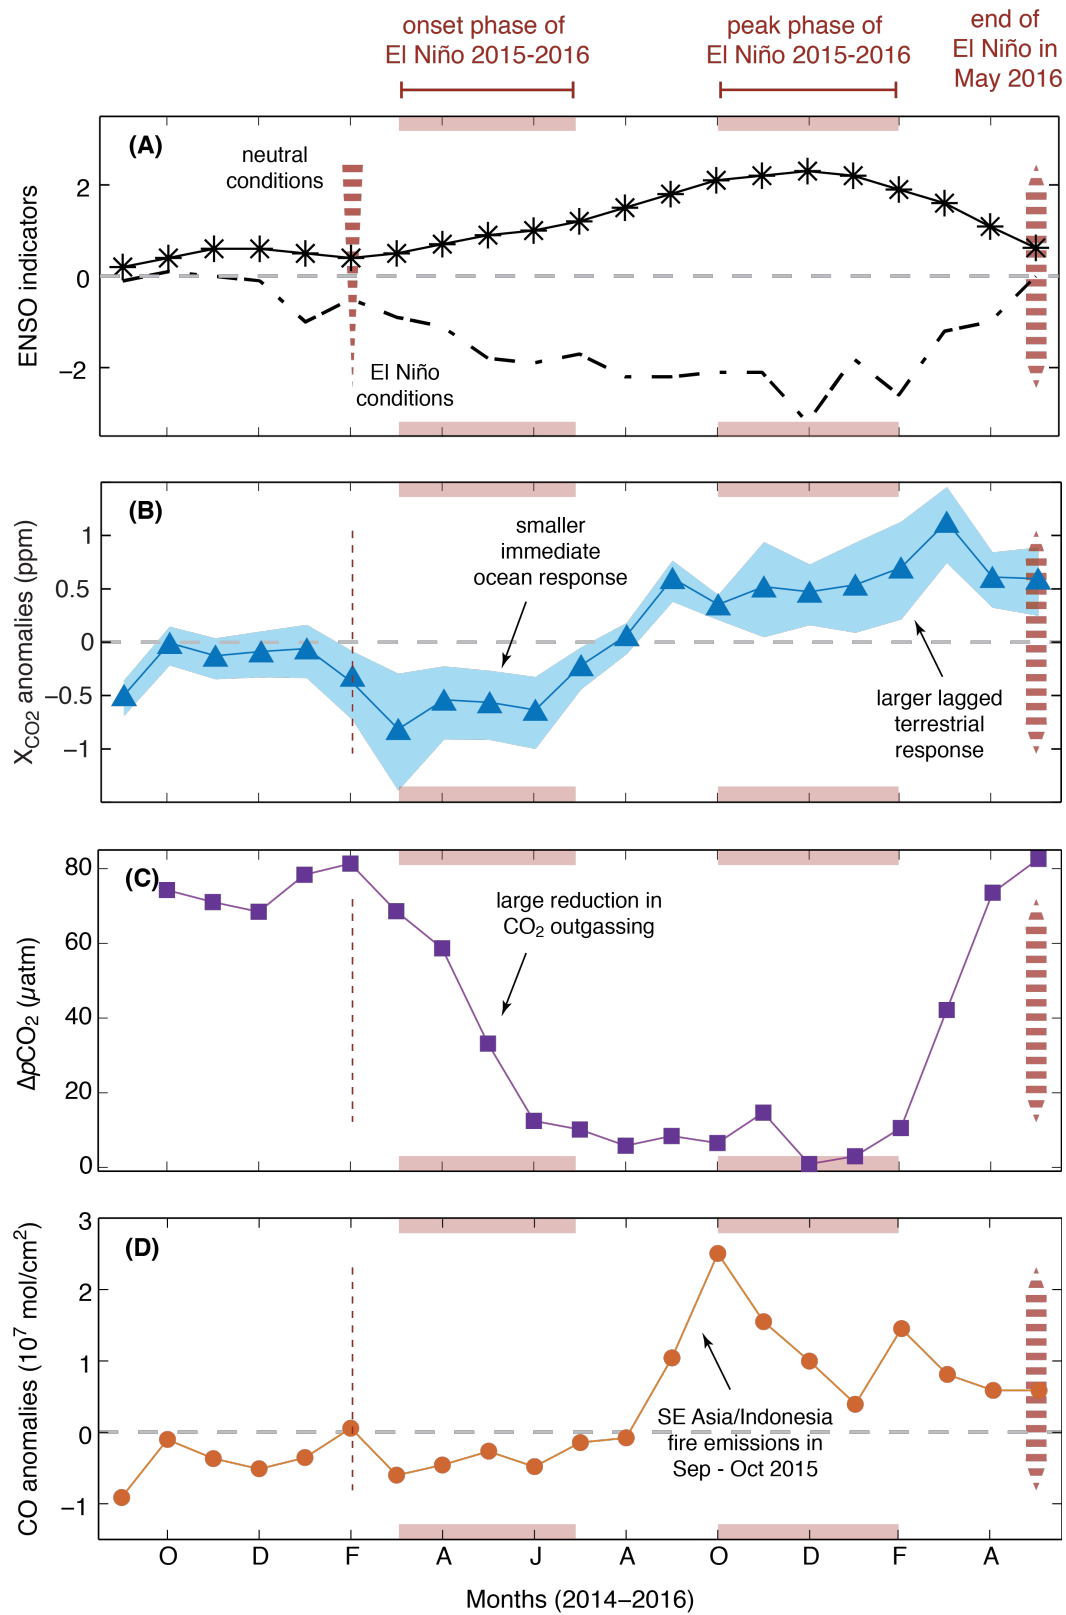 onset phase of
El Niño 2015-2016
peak phase of
El Niño 2015-2016
end of
El Niño in
May 2016
(A)
neutral
conditions
El Niño
conditions
ENSO indicators
2
0
−2
(B)
smaller
immediate
ocean response
larger lagged
terrestrial
response
X_CO2 anomalies (ppm)
1
0.5
0
−0.5
−1
(C)
large reduction in
CO₂ outgassing
ΔpCO₂ (μatm)
80
60
40
20
0
(D)
SE Asia/Indonesia
fire emissions in
Sep - Oct 2015
CO anomalies (10⁷ mol/cm²)
3
2
1
0
−1
O D F A J A O D F A
Months (2014–2016)